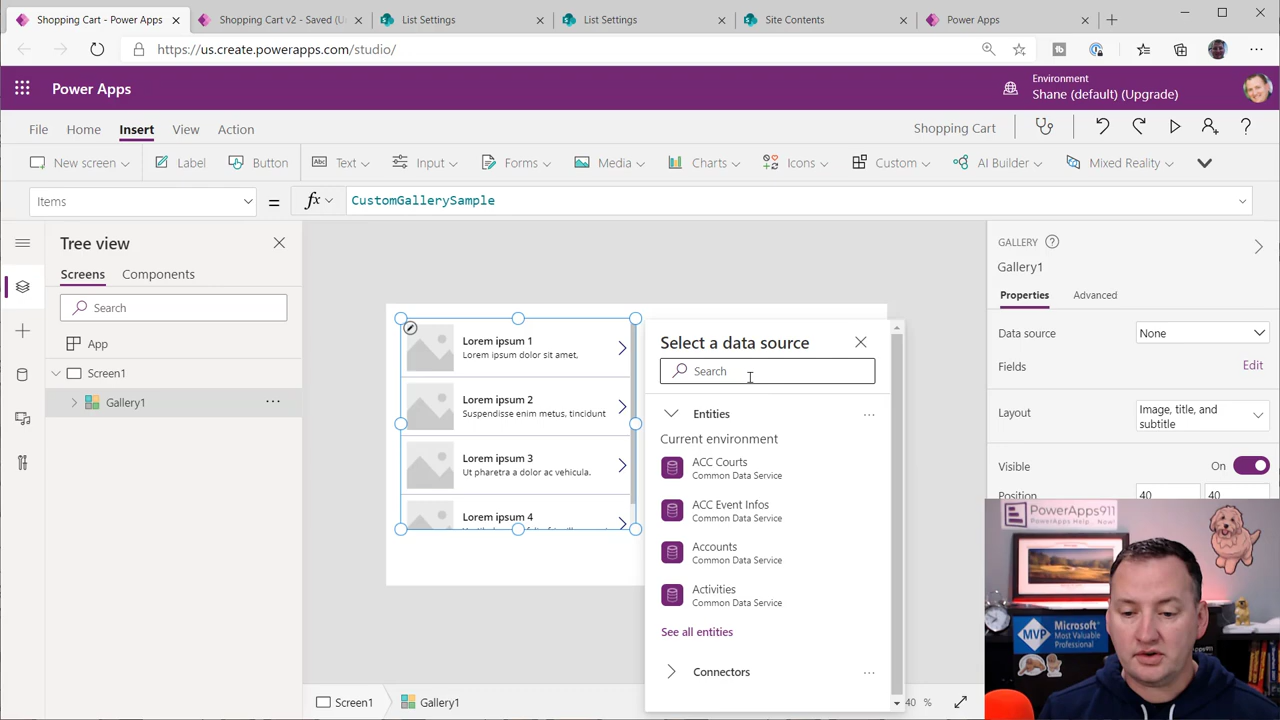 Shopping Cart - Power Apps
Shopping Cart v2 - Saved (U
List Settings
List Settings
Site Contents
Power Apps
https://us.create.powerapps.com/studio/
Power Apps
Environment
Shane (default) (Upgrade)
File
Home
Insert
View
Action
Shopping Cart
New screen
Label
Button
Text
Input
Forms
Media
Charts
Icons
Custom
AI Builder
Mixed Reality
Items
=
fx
CustomGallerySample
Tree view
Screens
Components
Search
App
Screen1
Gallery1
Lorem ipsum 1
Lorem ipsum dolor sit amet,
Lorem ipsum 2
Suspendisse enim metus, tincidunt
Lorem ipsum 3
Ut pharetra a dolor ac vehicula.
Lorem ipsum 4
Select a data source
Search
Entities
Current environment
ACC Courts
Common Data Service
ACC Event Infos
Common Data Service
Accounts
Common Data Service
Activities
Common Data Service
See all entities
Connectors
GALLERY
Gallery1
Properties
Advanced
Data source
None
Fields
Edit
Layout
Image, title, and
subtitle
Visible
On
Position
40
40
PowerApps911
PowerApps Help.. Now!
MVP
Microsoft®
Most Valuable
Professional
Screen1
Gallery1
40 %